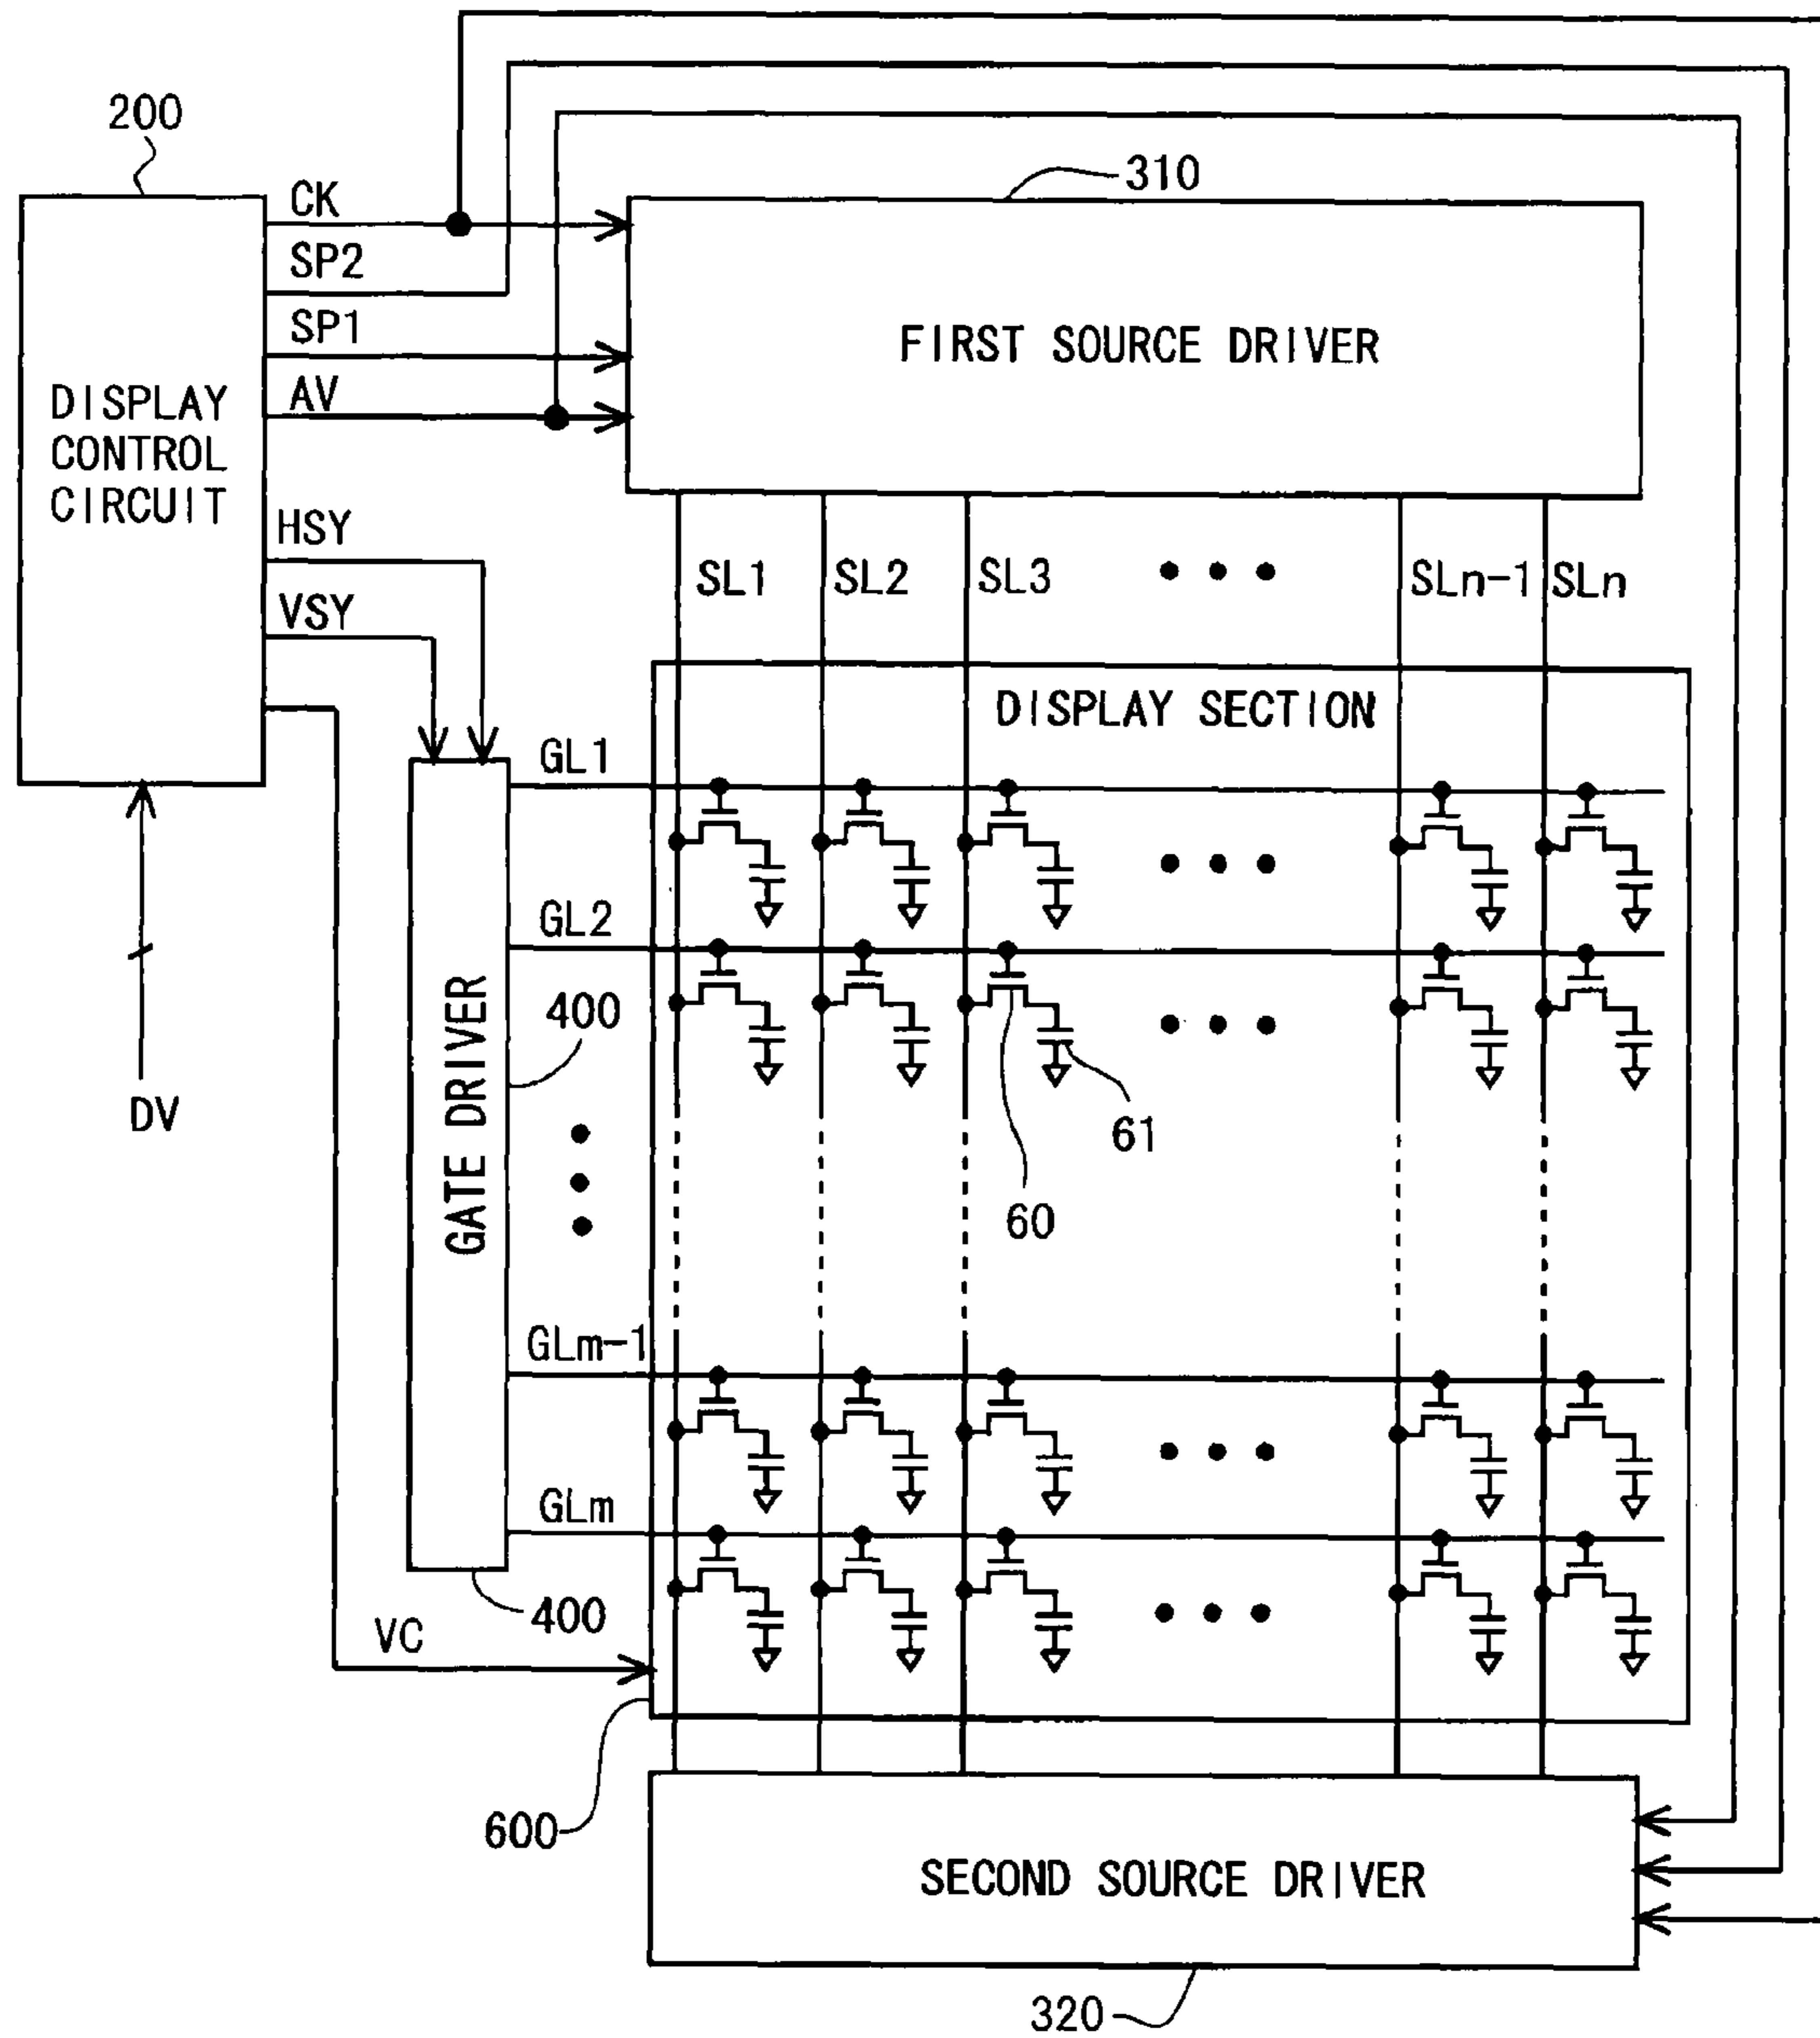 200
CK
310
SP2
SP1
FIRST SOURCE DRIVER
AV
DISPLAY
CONTROL
CIRCUIT
HSY
SL1
SL2
SL3
SLn-1
SLn
VSY
DISPLAY SECTION
GL1
GL2
GATE DRIVER
400
DV
61
60
GLm-1
GLm
400
VC
600
SECOND SOURCE DRIVER
320